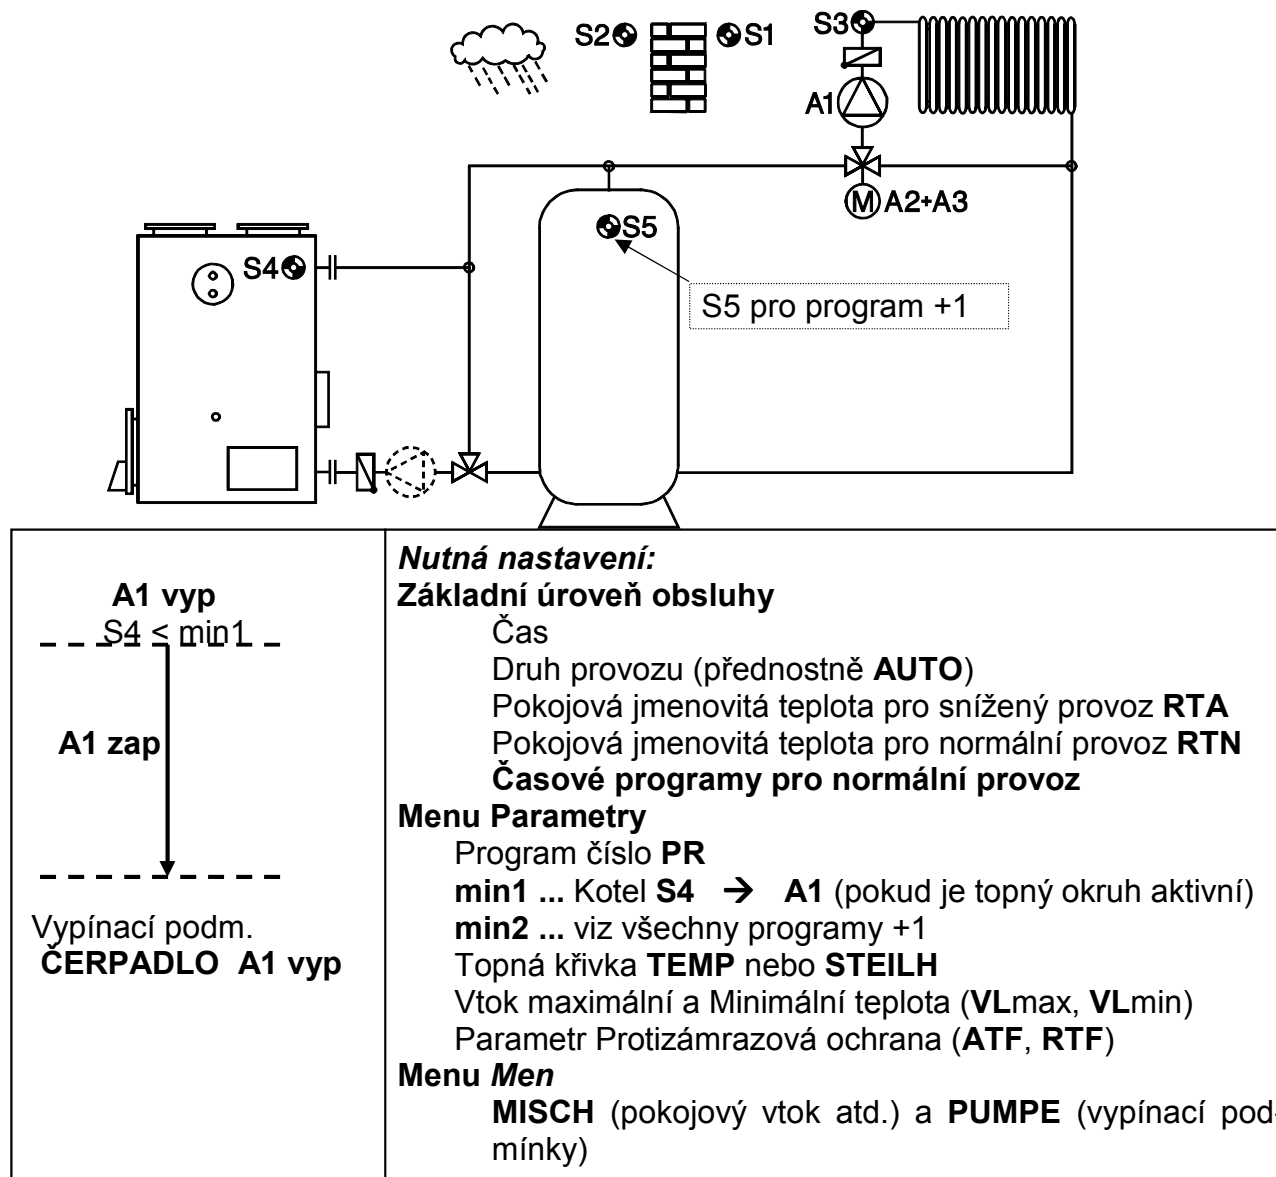 S2
S1
S3
A1
M A2+A3
S5
S4
S5 pro program +1
A1 vyp
S4 < min1
A1 zap
Vypínací podm.
ČERPADLO A1 vyp
Nutná nastavení:
Základní úroveň obsluhy
Čas
Druh provozu (přednostně AUTO)
Pokojová jmenovitá teplota pro snížený provoz RTA
Pokojová jmenovitá teplota pro normální provoz RTN
Časové programy pro normální provoz
Menu Parametry
Program číslo PR
min1 ... Kotel S4 → A1 (pokud je topný okruh aktivní)
min2 ... viz všechny programy +1
Topná křivka TEMP nebo STEILH
Vtok maximální a Minimální teplota (VLmax, VLmin)
Parametr Protizámrazová ochrana (ATF, RTF)
Menu Men
MISCH (pokojový vtok atd.) a PUMPE (vypínací pod-
mínky)